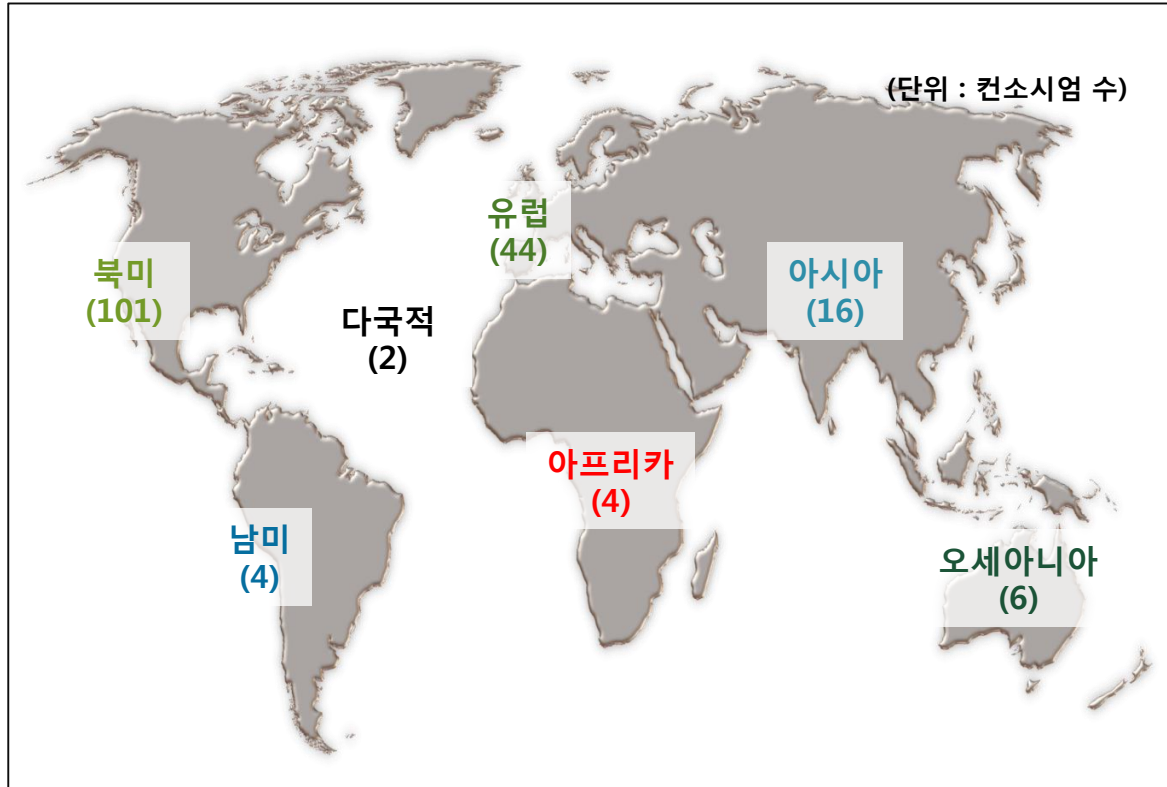 (단위 : 컨소시엄 수)
유럽
(44)
북미
(101)
아시아
(16)
다국적
(2)
아프리카
(4)
남미
(4)
오세아니아
(6)